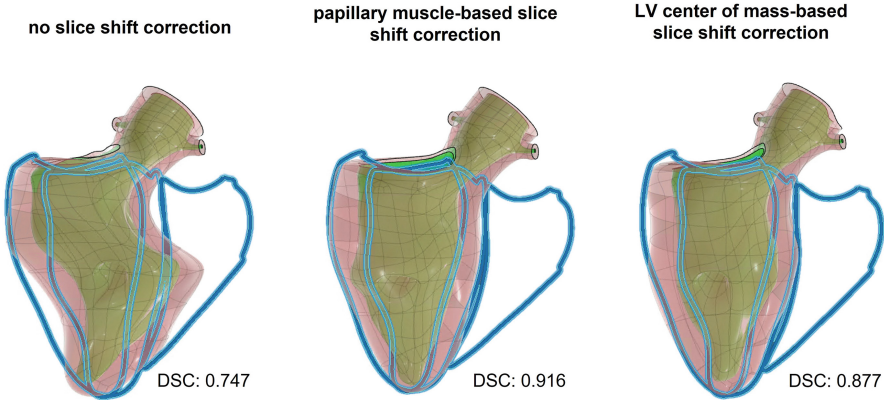 no slice shift correction
papillary muscle-based slice
shift correction
LV center of mass-based
slice shift correction
DSC: 0.747
DSC: 0.916
DSC: 0.877